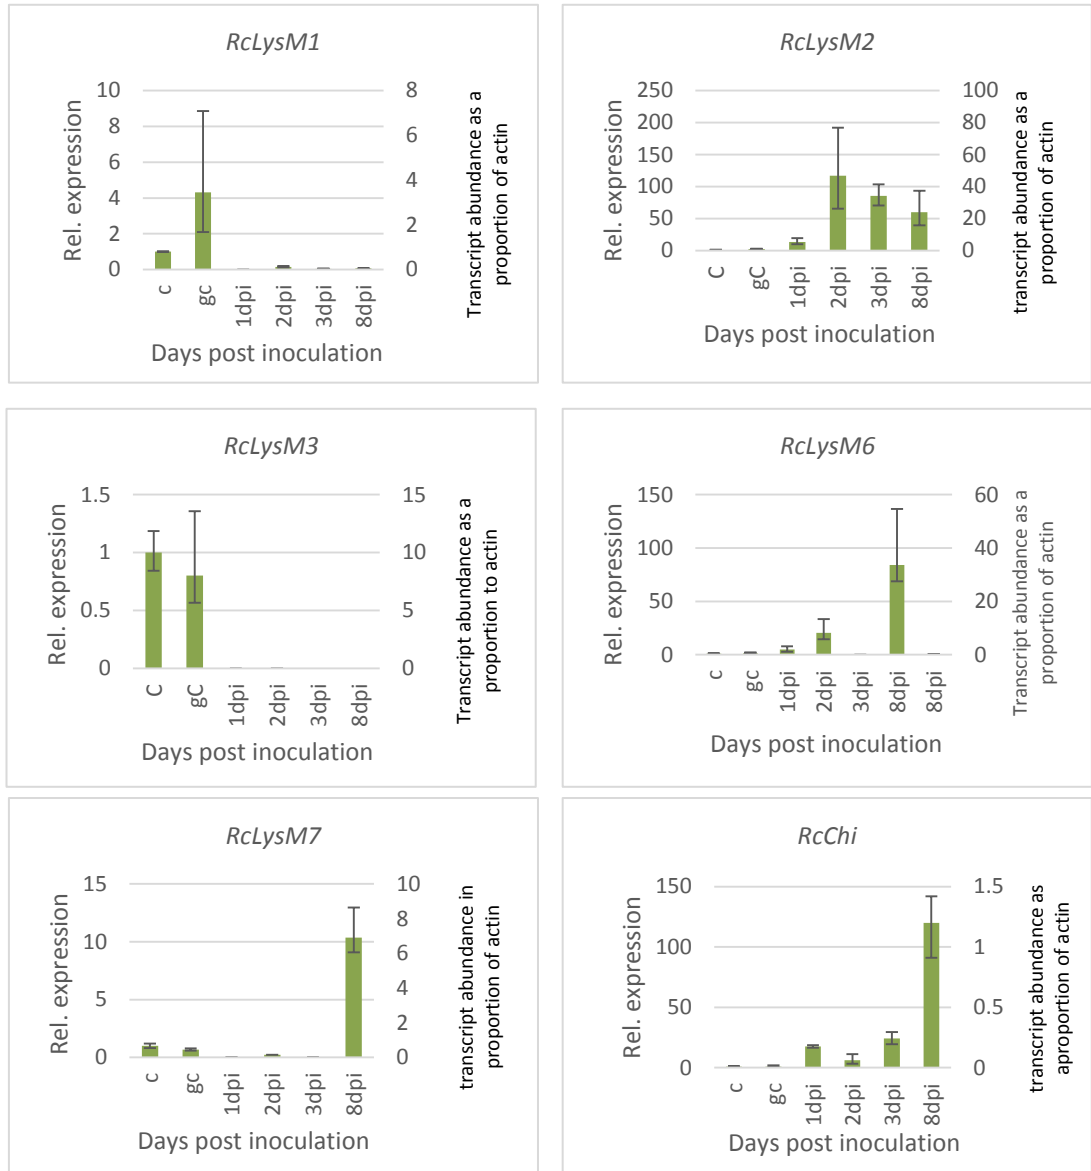 RcLysM1
Rel. expression
10
8
6
4
2
0
8
6
4
2
0
Transcript abundance as a
proportion of actin
c
gc
1dpi
2dpi
3dpi
8dpi
Days post inoculation
RcLysM2
Rel. expression
250
200
150
100
50
0
100
80
60
40
20
0
transcript abundance as a
proportion of actin
C
gC
1dpi
2dpi
3dpi
8dpi
Days post inoculation
RcLysM3
Rel. expression
1.5
1
0.5
0
15
10
5
0
Transcript abundance as a
proportion to actin
C
gC
1dpi
2dpi
3dpi
8dpi
Days post inoculation
RcLysM6
Rel. expression
150
100
50
0
60
40
20
0
Transcript abundance as a
proportion of actin
c
gc
1dpi
2dpi
3dpi
8dpi
8dpi
Days post inoculation
RcLysM7
Rel. expression
15
10
5
0
10
8
6
4
2
0
transcript abundance in
proportion of actin
c
gc
1dpi
2dpi
3dpi
8dpi
Days post inoculation
RcChi
Rel. expression
150
100
50
0
1.5
1
0.5
0
transcript abundance as
aproportion of actin
c
gc
1dpi
2dpi
3dpi
8dpi
Days post inoculation